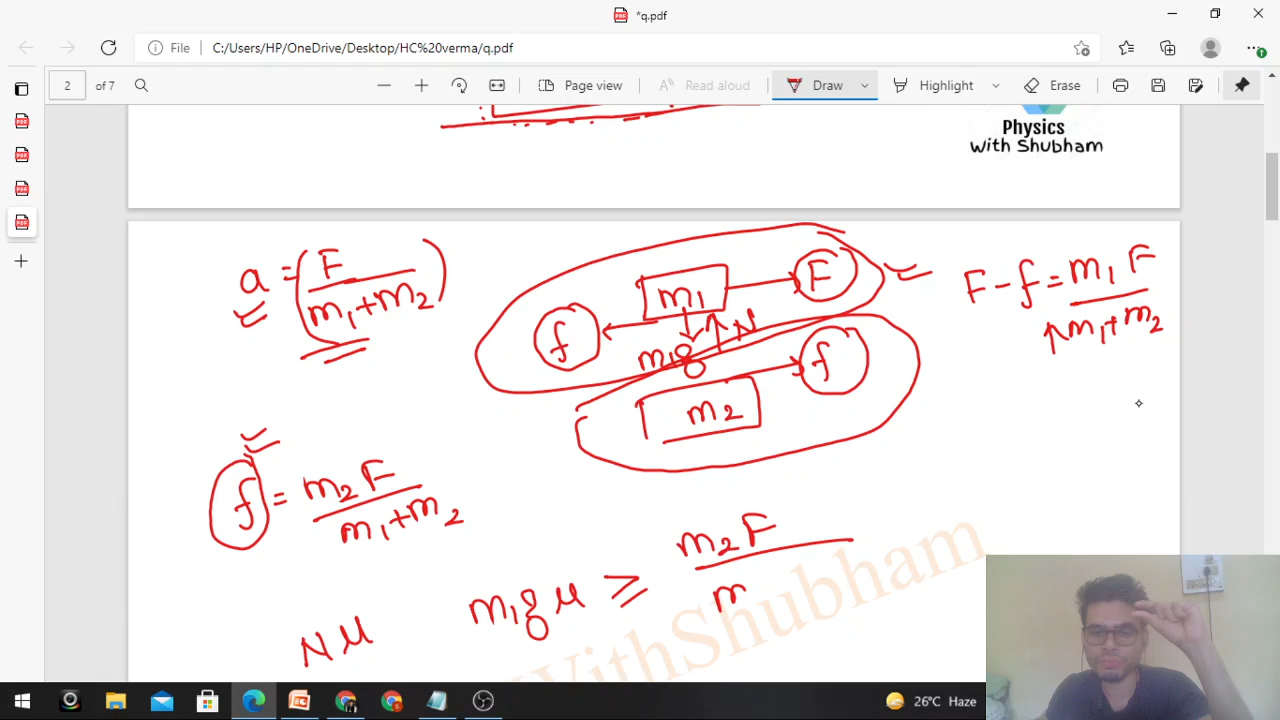 *q.pdf
File C:/Users/HP/OneDrive/Desktop/HC%20verma/q.pdf
2 of 7 Page view Read aloud Draw Highlight Erase
Physics
With Shubham
a = (F / m₁+m₂)
m₁ F
F - f = m₁ F / m₁+m₂
f
m₁g N
m₂ f
f = m₂F / m₁+m₂
m₁gμ ≥ m₂F / m
Nμ
WithShubham
26°C Haze